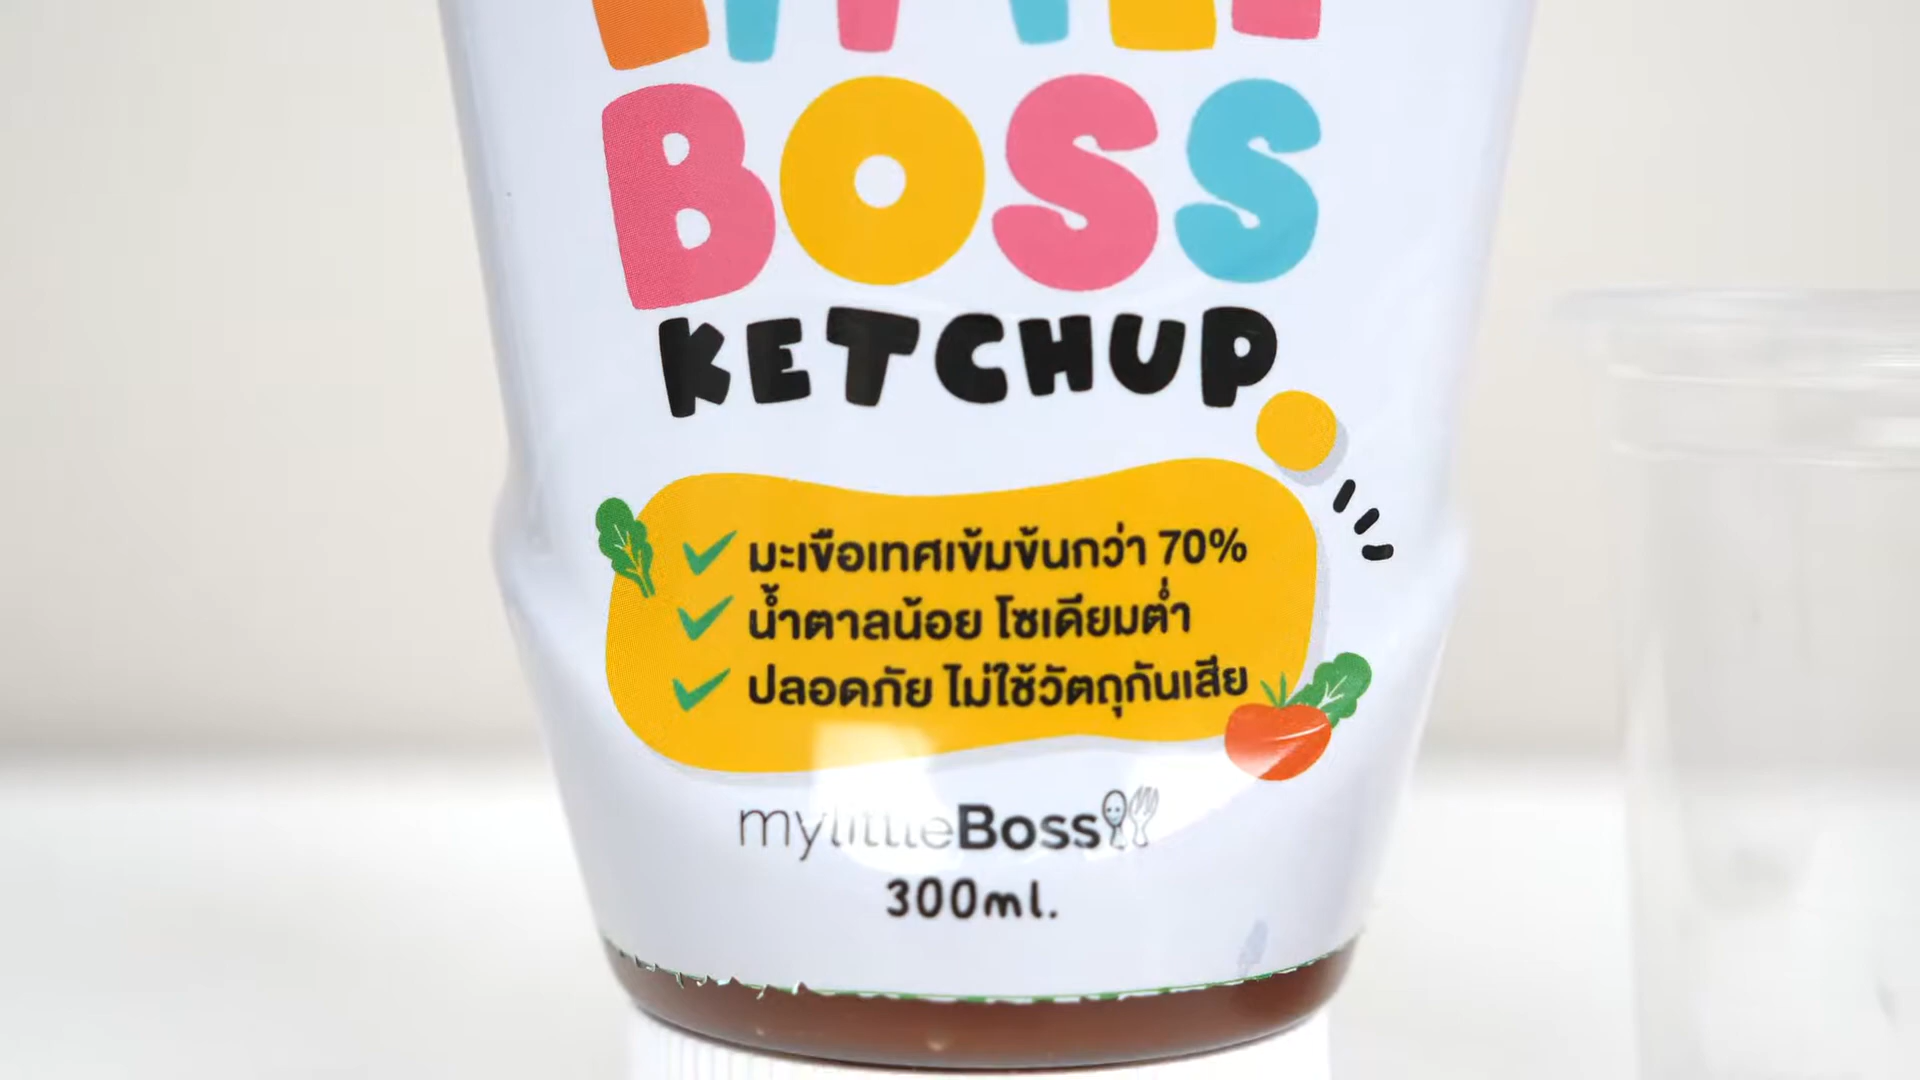 BOSS
KETCHUP
มะเขือเทศเข้มข้นกว่า 70%
น้ำตาลน้อย โซเดียมต่ำ
ปลอดภัย ไม่ใช้วัตถุกันเสีย
mylittleBoss
300ml.